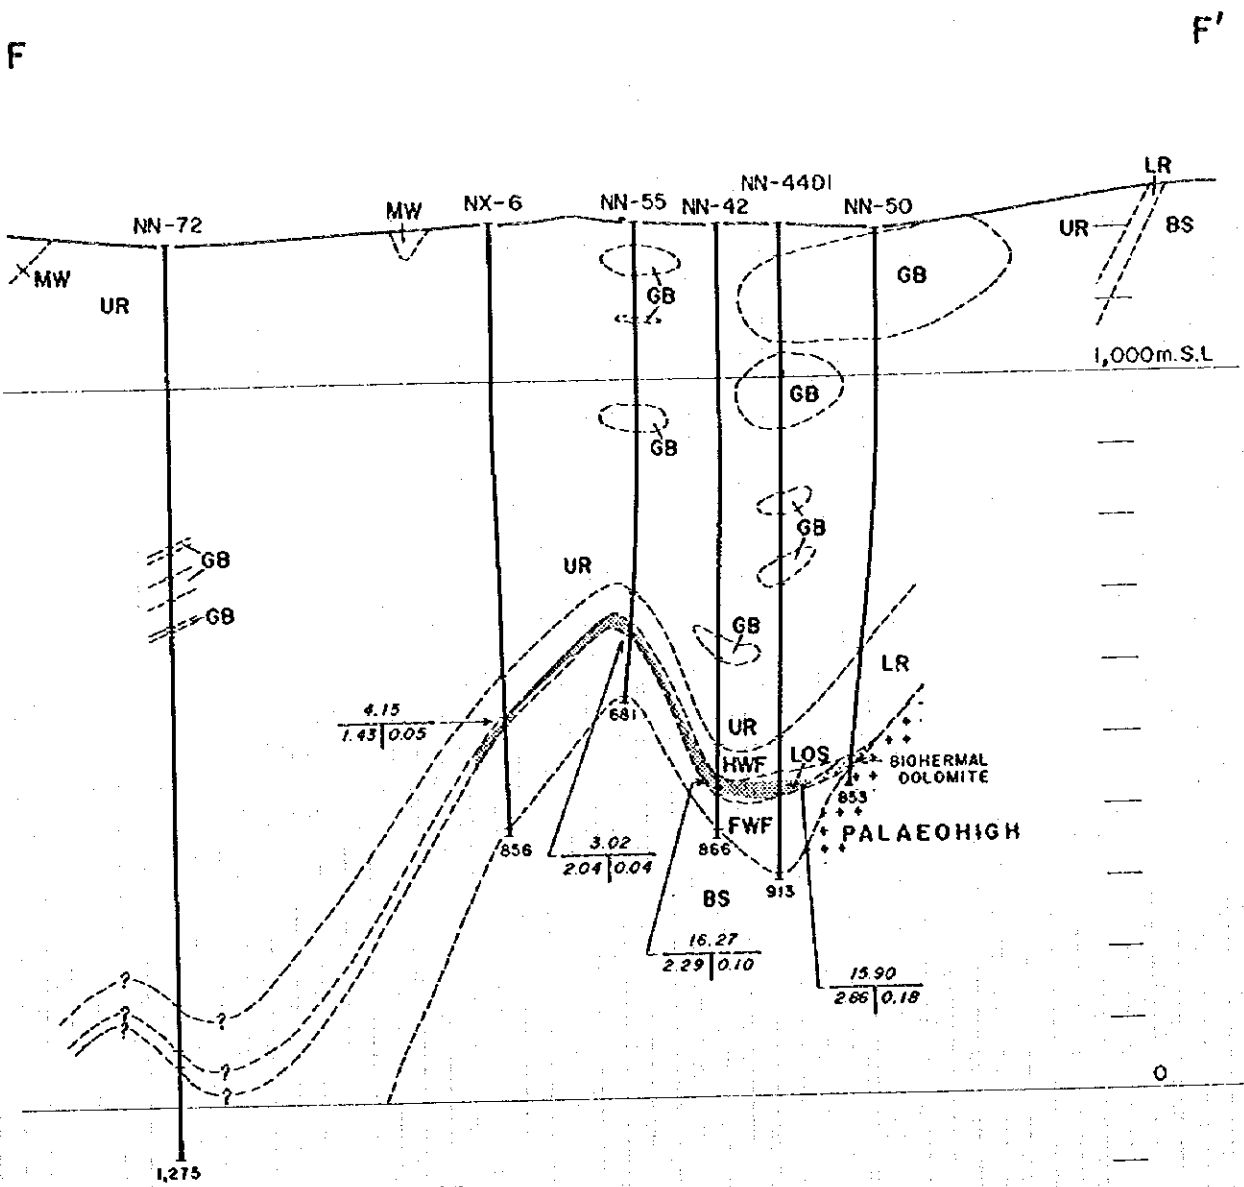 F
F'
LR
NN-44D1
MW
NX-6
NN-55
NN-42
NN-50
NN-72
UR
BS
MW
UR
GB
GB
1,000m. S.L
GB
GB
GB
GB
GB
UR
GB
GB
LR
4.15
1.43 0.05
681
UR
HWF
LOS
BIOHERMAL
DOLOMITE
853
FWF
PALAEOHIGH
856
3.02
2.04 0.04
866
913
BS
16.27
2.29 0.10
15.90
2.66 0.18
?
?
?
?
?
?
0
1,275